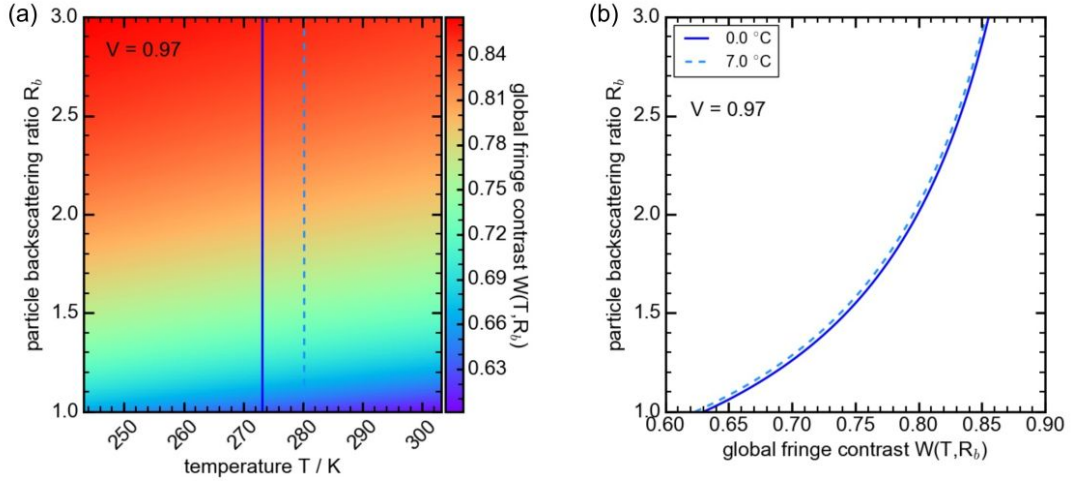 (a)
V = 0.97
3.0
2.5
2.0
1.5
1.0
particle backscattering ratio R_b
250
260
270
280
290
300
temperature T / K
0.84
0.81
0.78
0.75
0.72
0.69
0.66
0.63
global fringe contrast W(T,R_b)
(b)
0.0 °C
7.0 °C
V = 0.97
3.0
2.5
2.0
1.5
1.0
particle backscattering ratio R_b
0.60
0.65
0.70
0.75
0.80
0.85
0.90
global fringe contrast W(T,R_b)